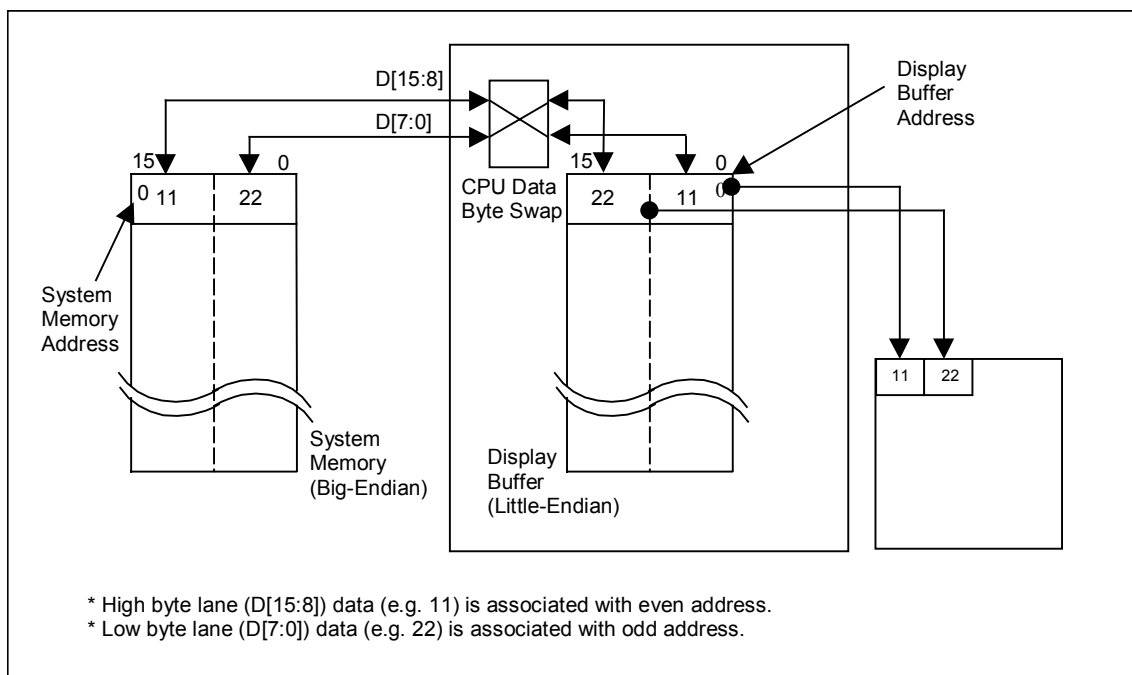 D[15:8]
D[7:0]
Display
Buffer
Address
15
0
CPU Data
Byte Swap
15
0
0
11
22
22
11
0
System
Memory
Address
11
22
System
Memory
(Big-Endian)
Display
Buffer
(Little-Endian)
* High byte lane (D[15:8]) data (e.g. 11) is associated with even address.
* Low byte lane (D[7:0]) data (e.g. 22) is associated with odd address.